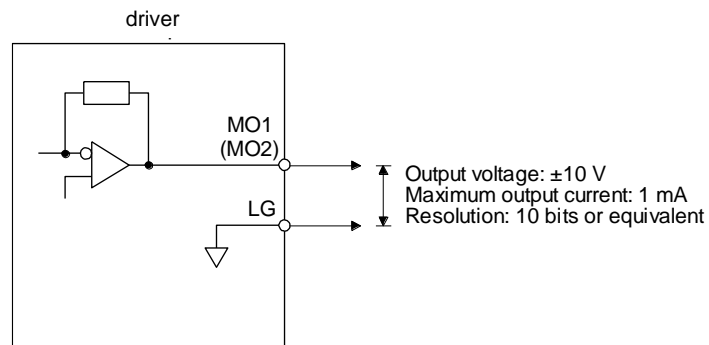 driver
MO1
(MO2)
LG
Output voltage: ±10 V
Maximum output current: 1 mA
Resolution: 10 bits or equivalent